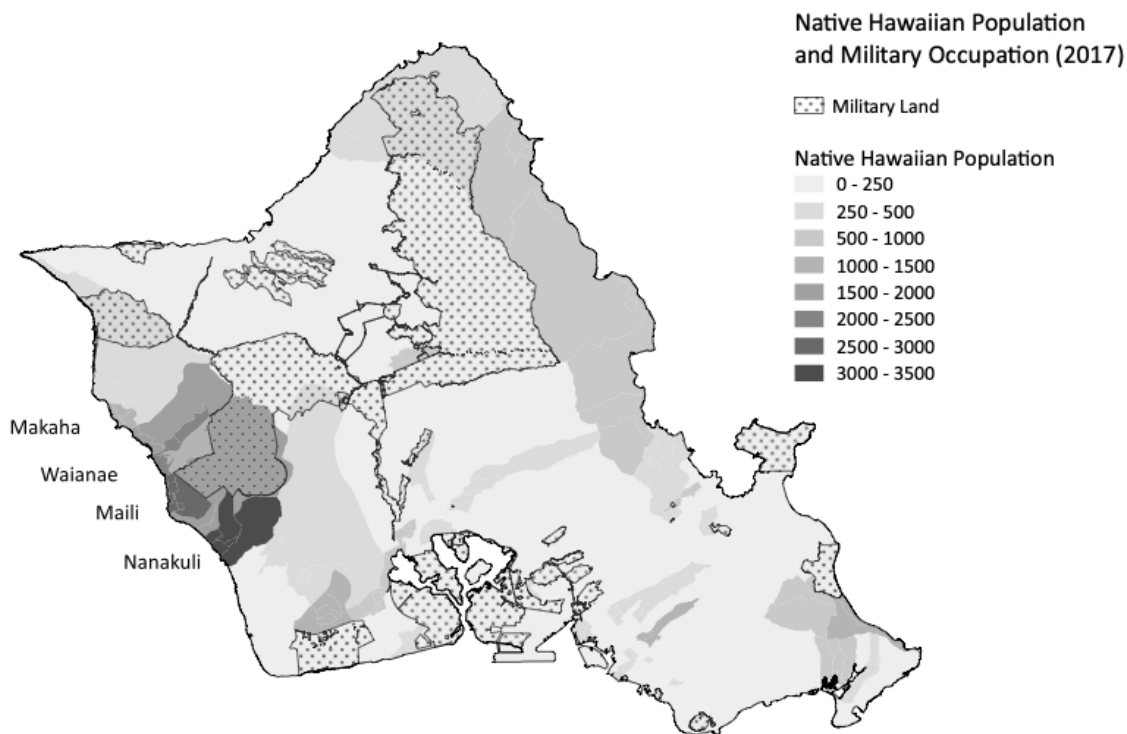 Native Hawaiian Population
and Military Occupation (2017)
Military Land
Native Hawaiian Population
0 - 250
250 - 500
500 - 1000
1000 - 1500
1500 - 2000
2000 - 2500
2500 - 3000
3000 - 3500
Makaha
Waianae
Maili
Nanakuli